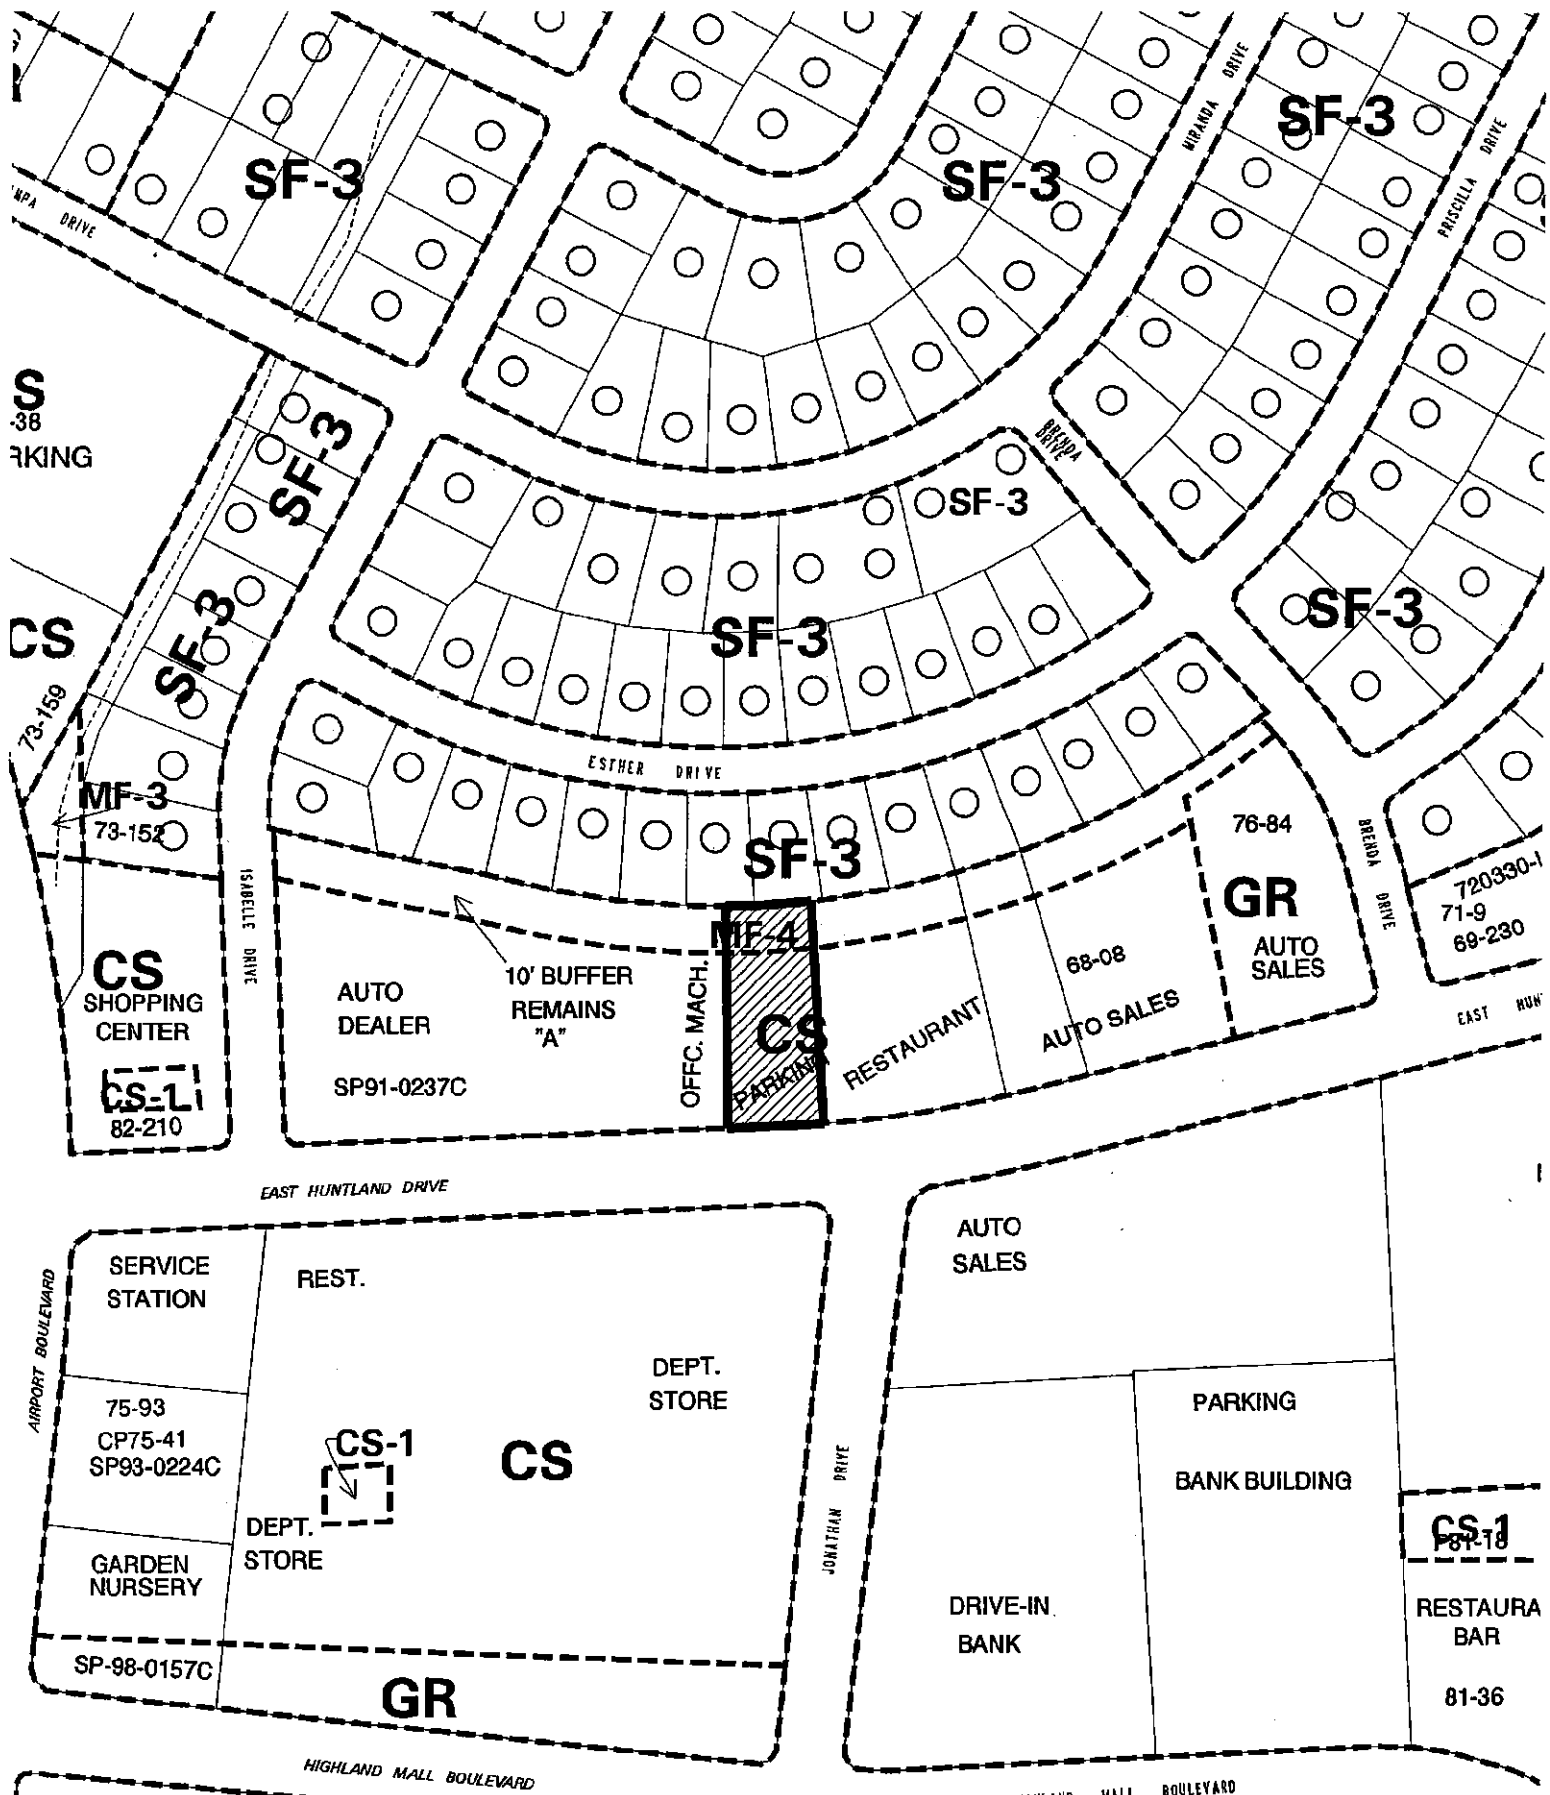 SF-3
SF-3
SF-3
MIRANDA DRIVE
PRISCILLA DRIVE
DRIVE
S
-38
RKING
SF-3
BRENDA
DRIVE
SF-3
SF-3
CS
73-159
SF-3
SF-3
ESTHER DRIVE
MF-3
73-152
SF-3
76-84
GR
AUTO
SALES
BRENDA DRIVE
71-9
69-230
ISABELLE DRIVE
MF-4
68-08
CS
SHOPPING
CENTER
CS-1
82-210
AUTO
DEALER
SP91-0237C
10' BUFFER
REMAINS
"A"
OFFC. MACH.
CS
PARKING
RESTAURANT
AUTO SALES
EAST HUN
EAST HUNTLAND DRIVE
AIRPORT BOULEVARD
SERVICE
STATION
REST.
AUTO
SALES
DEPT.
STORE
75-93
CP75-41
SP93-0224C
CS-1
CS
PARKING
BANK BUILDING
JONATHAN DRIVE
DEPT.
STORE
GARDEN
NURSERY
CS-1
P81-18
DRIVE-IN
BANK
RESTAURA
BAR
81-36
SP-98-0157C
GR
HIGHLAND MALL BOULEVARD
MALL BOULEVARD